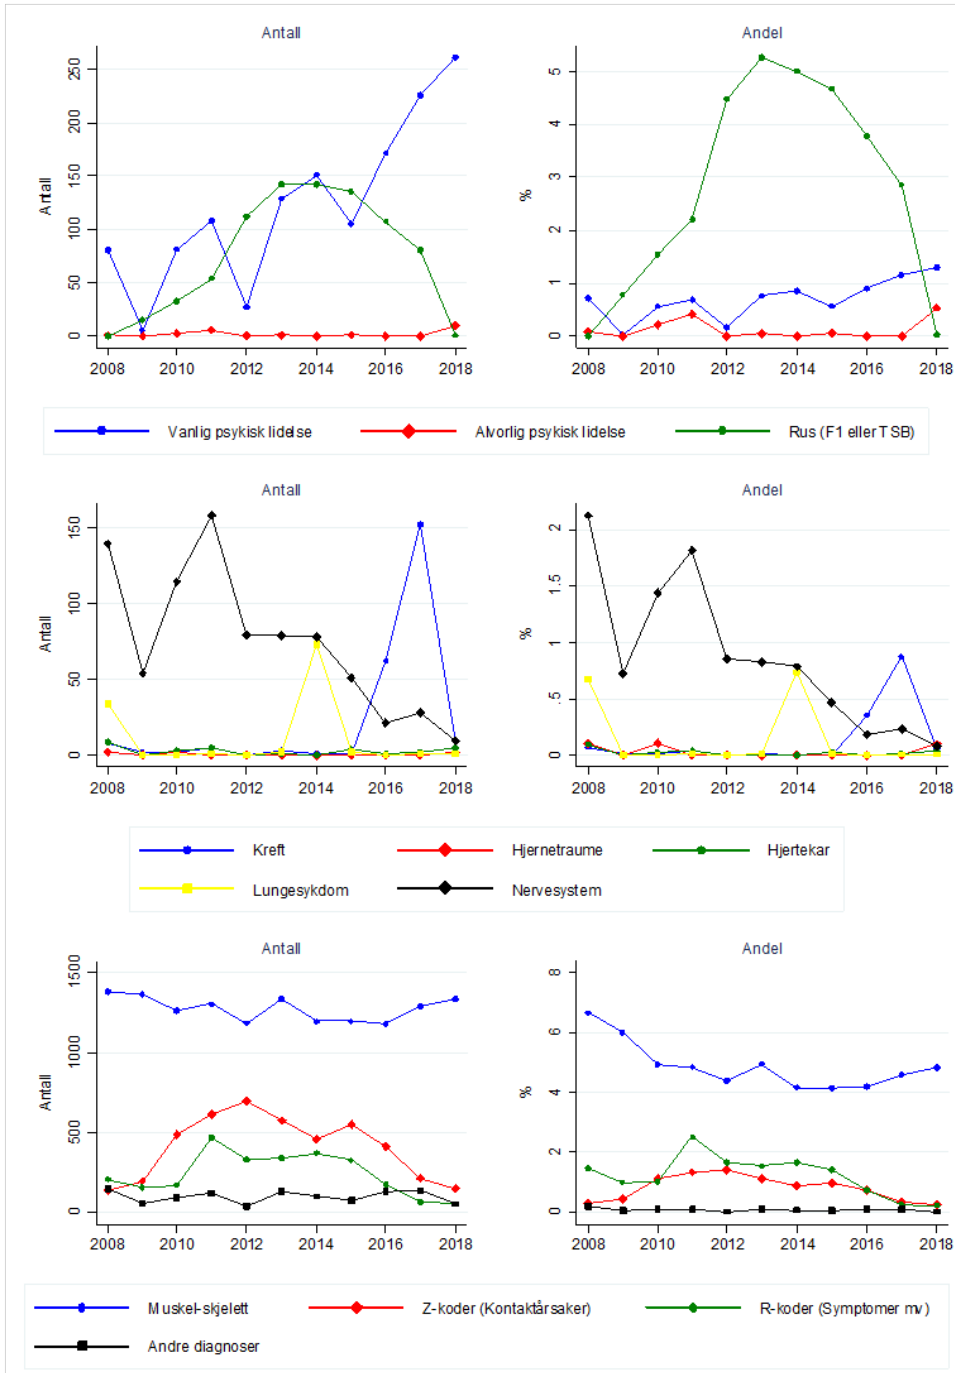 Antall
Andel
Antall
0 50 100 150 200 250
2008 2010 2012 2014 2016 2018
%
0 1 2 3 4 5
2008 2010 2012 2014 2016 2018
Vanlig psykisk lidelse Alvorlig psykisk lidelse Rus (F1 eller TSB)
Antall
Andel
Antall
0 50 100 150
2008 2010 2012 2014 2016 2018
%
0 .5 1 1.5 2
2008 2010 2012 2014 2016 2018
Kreft Hjernetraume Hjertekar
Lungesykdom Nervesystem
Antall
Andel
Antall
0 500 1000 1500
2008 2010 2012 2014 2016 2018
%
0 2 4 6 8
2008 2010 2012 2014 2016 2018
Muskel-skjelett Z-koder (Kontaktårsaker) R-koder (Symptomer mv)
Andre diagnoser